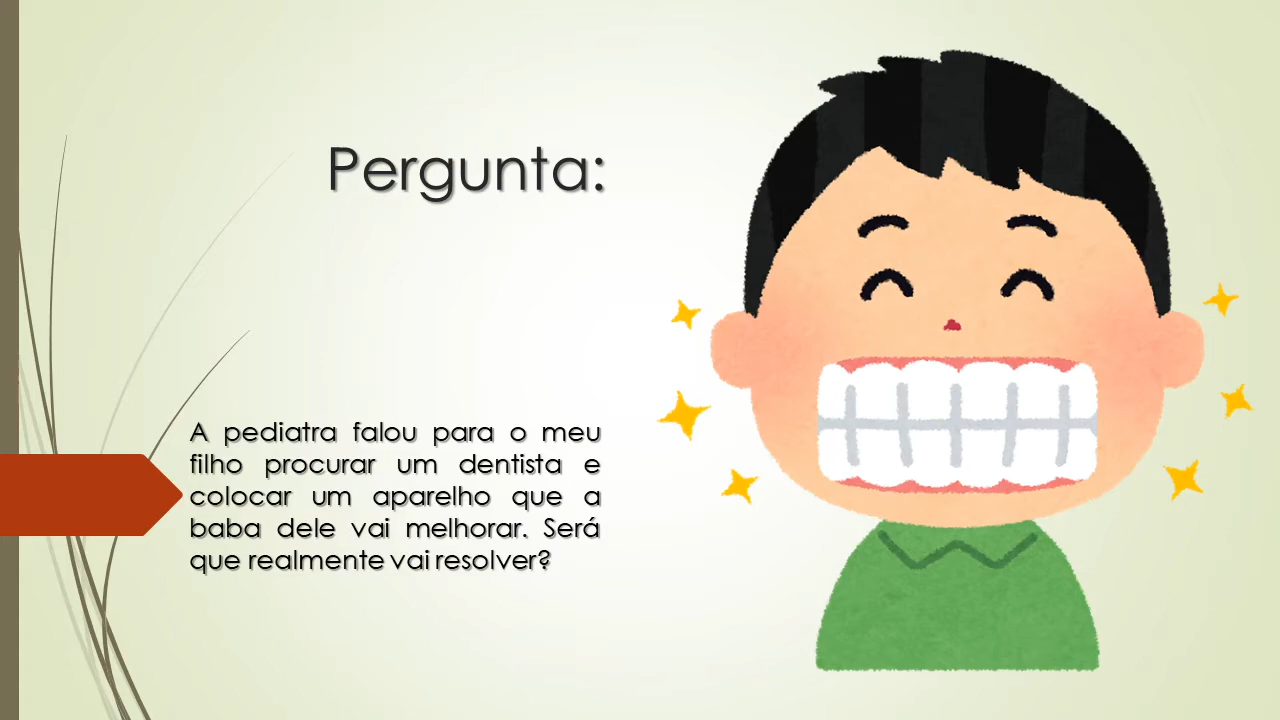 Pergunta:
A pediatra falou para o meu
filho procurar um dentista e
colocar um aparelho que a
baba dele vai melhorar. Será
que realmente vai resolver?